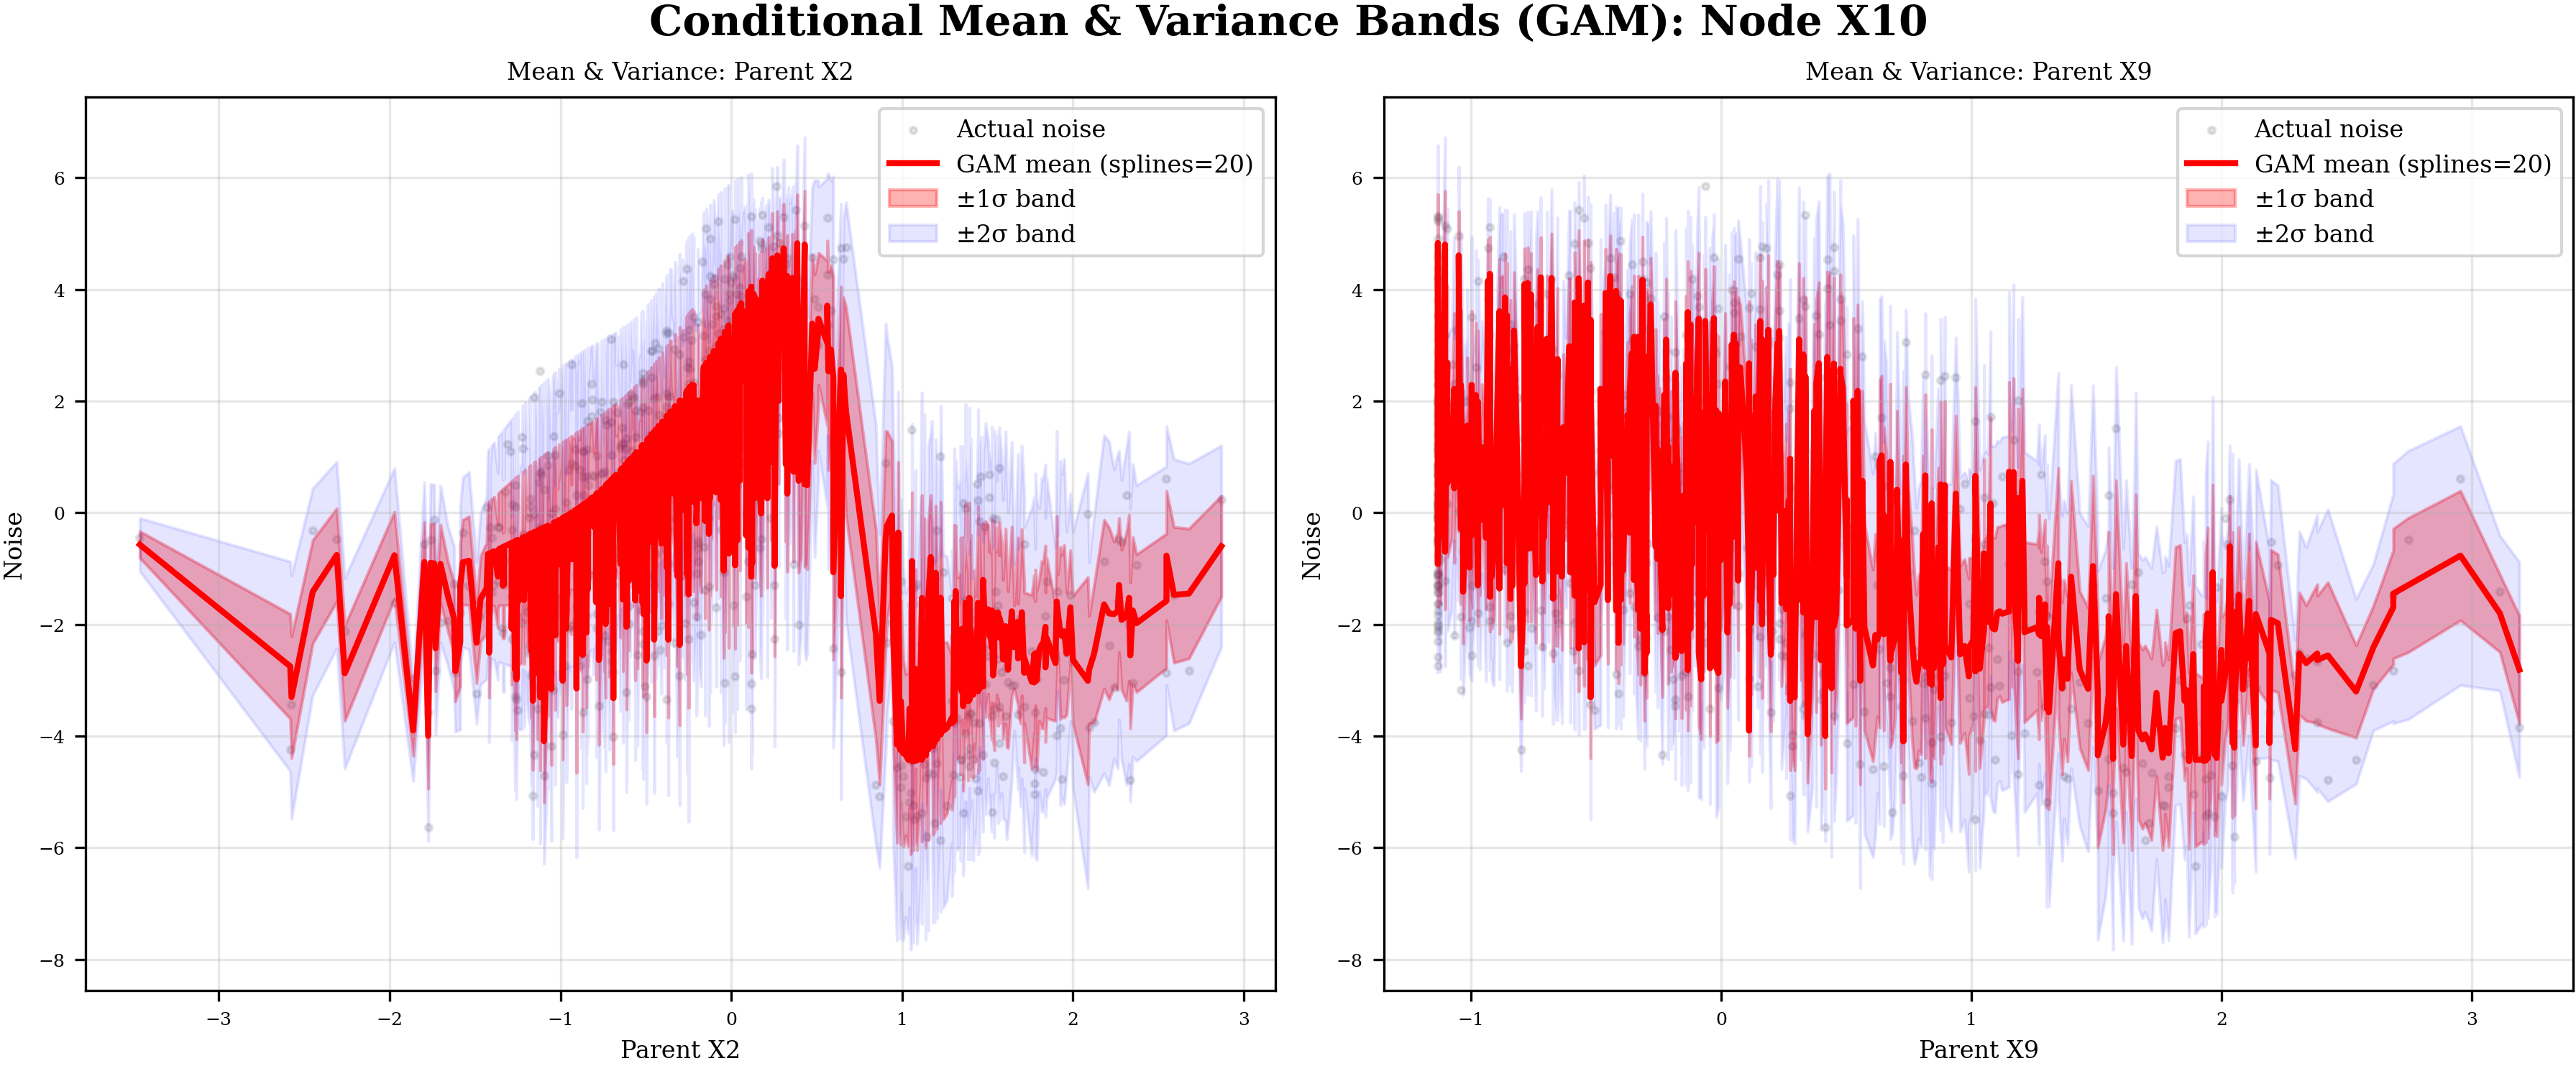 Conditional Mean & Variance Bands (GAM): Node X10
Mean & Variance: Parent X2
Actual noise
GAM mean (splines=20)
±1σ band
±2σ band
6
4
2
0
−2
−4
−6
−8
Noise
−3
−2
−1
0
1
2
3
Parent X2
Mean & Variance: Parent X9
Actual noise
GAM mean (splines=20)
±1σ band
±2σ band
6
4
2
0
−2
−4
−6
−8
Noise
−1
0
1
2
3
Parent X9